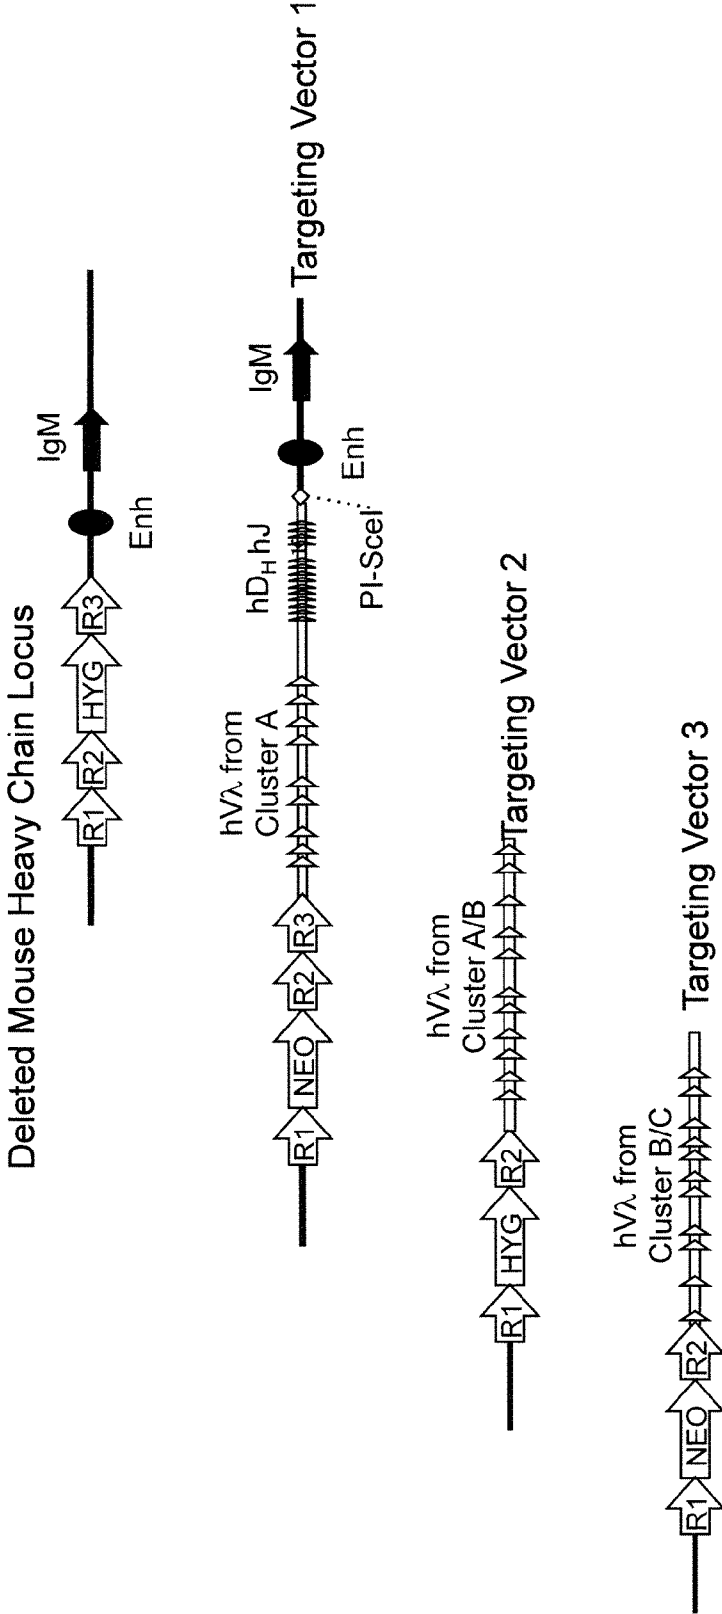 Deleted Mouse Heavy Chain Locus
R1 R2 HYG R3 IgM
Enh
hVλ from
Cluster A
hDH hJ
IgM
R1 NEO R2 R3
Enh
PI-SceI
Targeting Vector 1
hVλ from
Cluster A/B
R1 HYG R2
Targeting Vector 2
hVλ from
Cluster B/C
R1 NEO R2
Targeting Vector 3